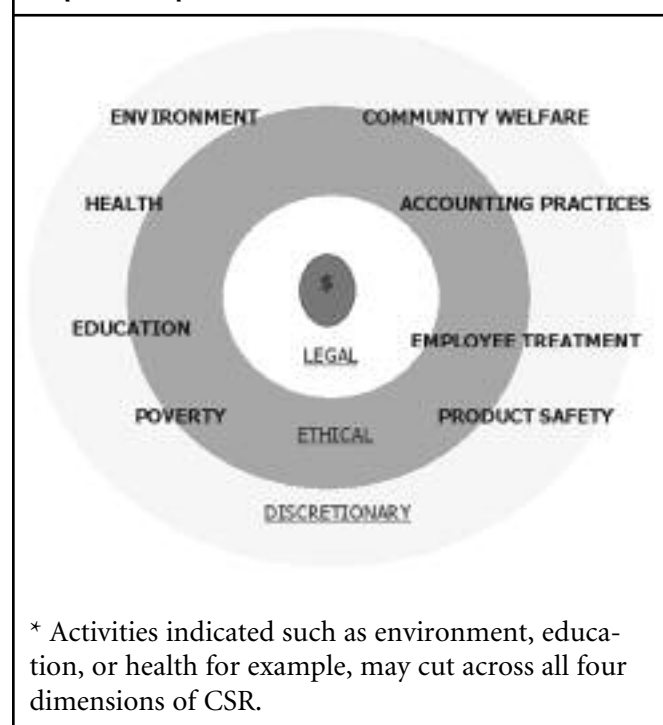 ENVIRONMENT COMMUNITY WELFARE
HEALTH ACCOUNTING PRACTICES
$
EDUCATION EMPLOYEE TREATMENT
LEGAL
POVERTY PRODUCT SAFETY
ETHICAL
DISCRETIONARY
* Activities indicated such as environment, educa-
tion, or health for example, may cut across all four
dimensions of CSR.